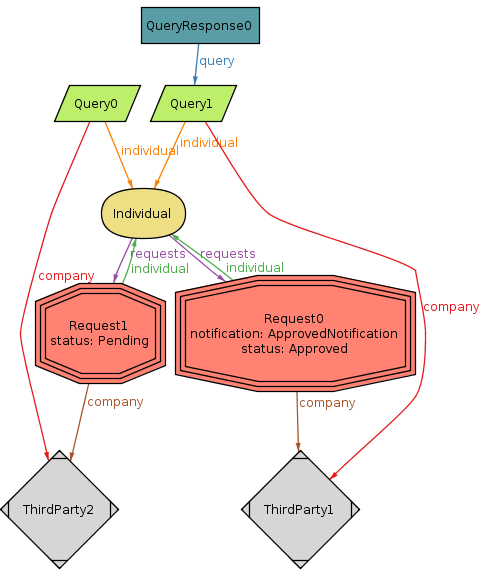 QueryResponse0
query
Query0
Query1
individual
individual
Individual
requests
requests
individual
individual
company
company
Request1
status: Pending
Request0
notification: ApprovedNotification
status: Approved
company
company
ThirdParty2
ThirdParty1